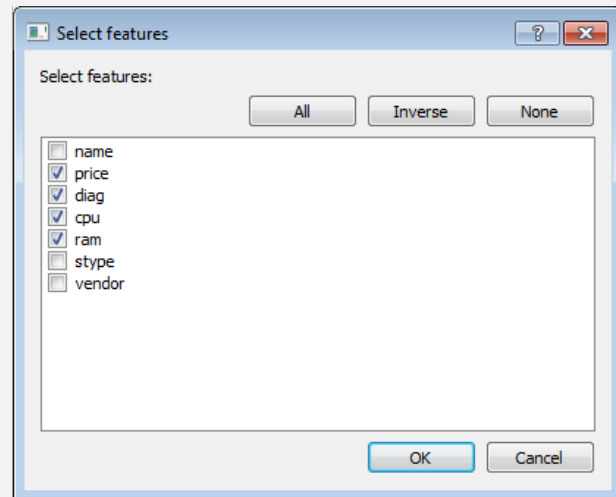 Select features
Select features:
All Inverse None
name
price
diag
cpu
ram
stype
vendor
OK Cancel